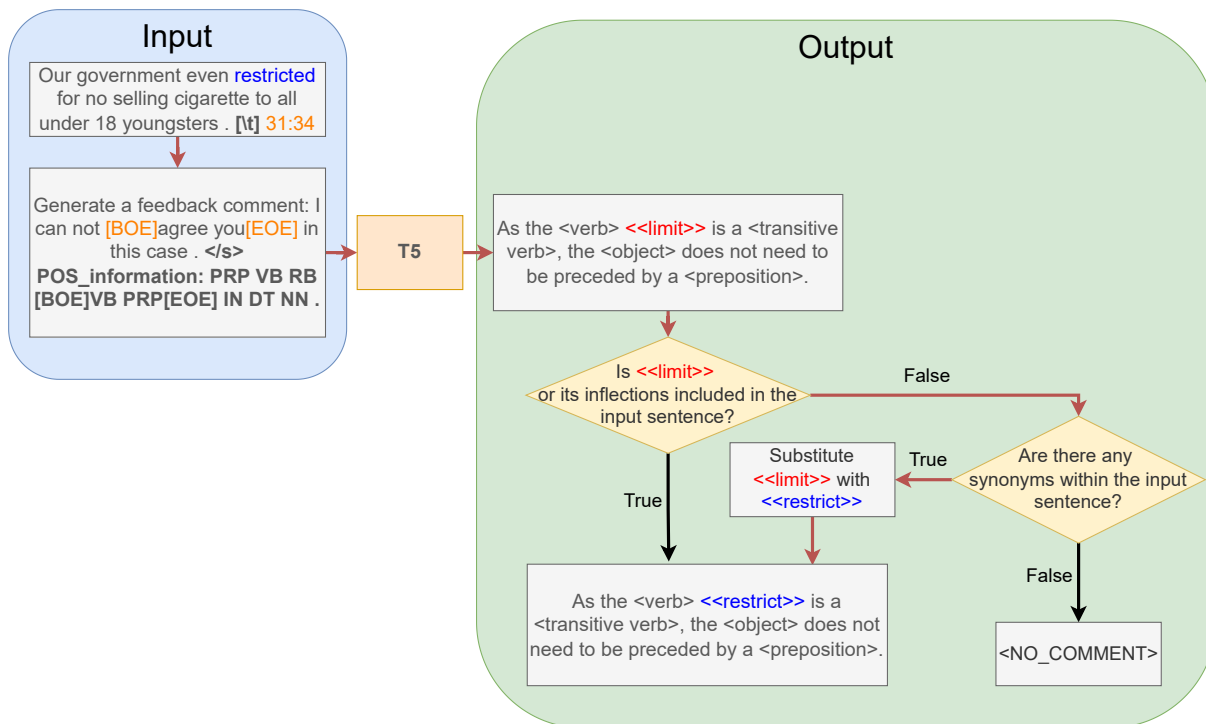 Input
Our government even restricted
for no selling cigarette to all
under 18 youngsters . [\t] 31:34
Generate a feedback comment: I
can not [BOE]agree you[EOE] in
this case . </s>
POS_information: PRP VB RB
[BOE]VB PRP[EOE] IN DT NN .
T5
Output
As the <verb> <<limit>> is a <transitive
verb>, the <object> does not need to
be preceded by a <preposition>.
Is <<limit>>
or its inflections included in the
input sentence?
False
True
Are there any
synonyms within the input
sentence?
True
Substitute
<<limit>> with
<<restrict>>
False
As the <verb> <<restrict>> is a
<transitive verb>, the <object> does not
need to be preceded by a <preposition>.
<NO_COMMENT>